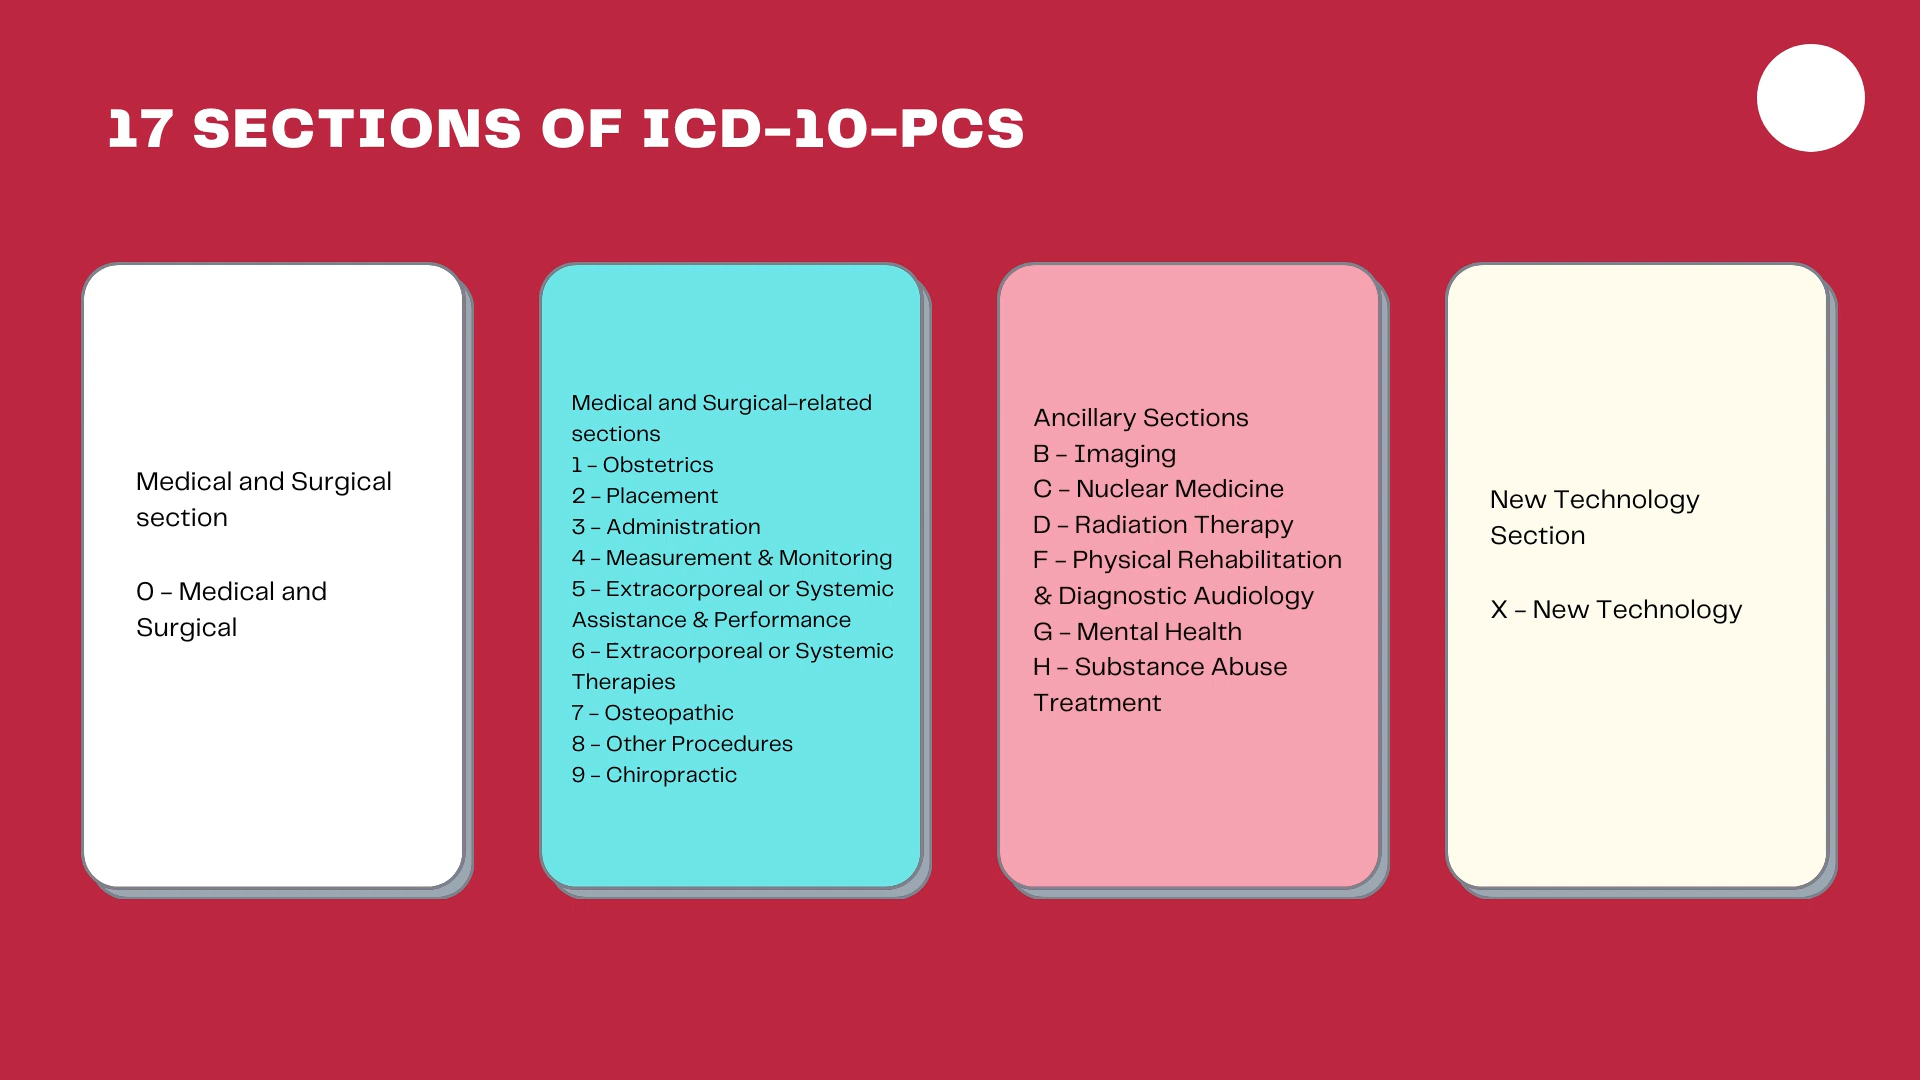 17 SECTIONS OF ICD-10-PCS
Medical and Surgical
section
0 - Medical and
Surgical
Medical and Surgical-related
sections
1 - Obstetrics
2 - Placement
3 - Administration
4 - Measurement & Monitoring
5 - Extracorporeal or Systemic
Assistance & Performance
6 - Extracorporeal or Systemic
Therapies
7 - Osteopathic
8 - Other Procedures
9 - Chiropractic
Ancillary Sections
B - Imaging
C - Nuclear Medicine
D - Radiation Therapy
F - Physical Rehabilitation
& Diagnostic Audiology
G - Mental Health
H - Substance Abuse
Treatment
New Technology
Section
X - New Technology